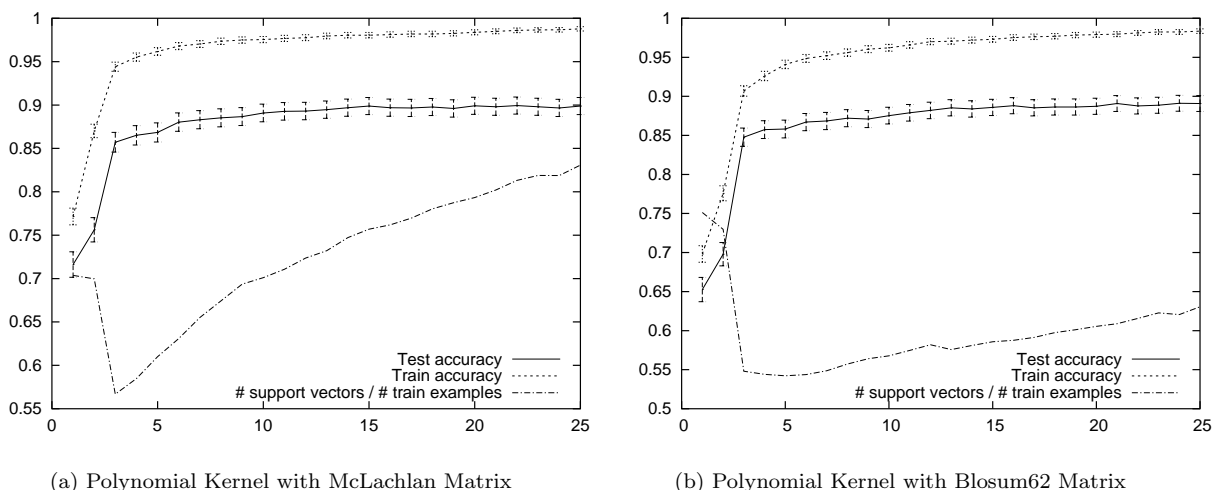 1
0.95
0.9
0.85
0.8
0.75
0.7
0.65
0.6
0.55
0 5 10 15 20 25
Test accuracy
Train accuracy
# support vectors / # train examples
(a) Polynomial Kernel with McLachlan Matrix
1
0.95
0.9
0.85
0.8
0.75
0.7
0.65
0.6
0.55
0.5
0 5 10 15 20 25
Test accuracy
Train accuracy
# support vectors / # train examples
(b) Polynomial Kernel with Blosum62 Matrix